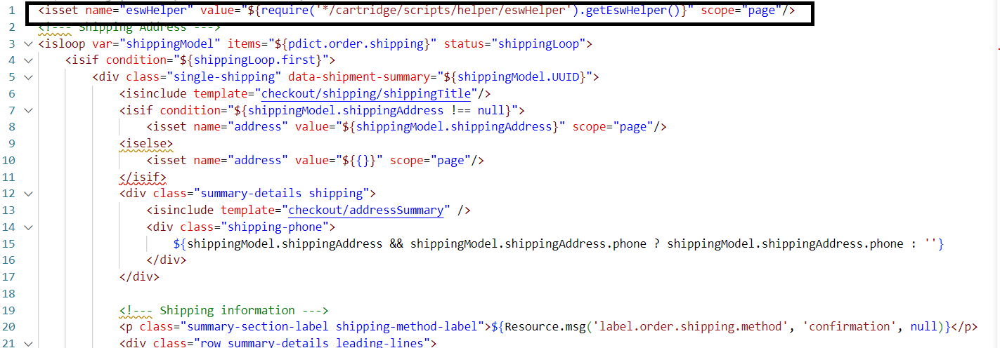 1 <isset name="eswHelper" value="${require('*/cartridge/scripts/helper/eswHelper').getEswHelper()}" scope="page"/>
2 <!--- Shipping Address --->
3 <isloop var="shippingModel" items="${pdict.order.shipping}" status="shippingLoop">
4 <isif condition="${shippingLoop.first}">
5 <div class="single-shipping" data-shipment-summary="${shippingModel.UUID}">
6 <isinclude template="checkout/shipping/shippingTitle"/>
7 <isif condition="${shippingModel.shippingAddress !== null}">
8 <isset name="address" value="${shippingModel.shippingAddress}" scope="page"/>
9 <iselse>
10 <isset name="address" value="${{}}" scope="page"/>
11 </isif>
12 <div class="summary-details shipping">
13 <isinclude template="checkout/addressSummary" />
14 <div class="shipping-phone">
15 ${shippingModel.shippingAddress && shippingModel.shippingAddress.phone ? shippingModel.shippingAddress.phone : ''}
16 </div>
17 </div>
18
19 <!--- Shipping information --->
20 <p class="summary-section-label shipping-method-label">${Resource.msg('label.order.shipping.method', 'confirmation', null)}</p>
21 <div class="row summary-details leading-lines">